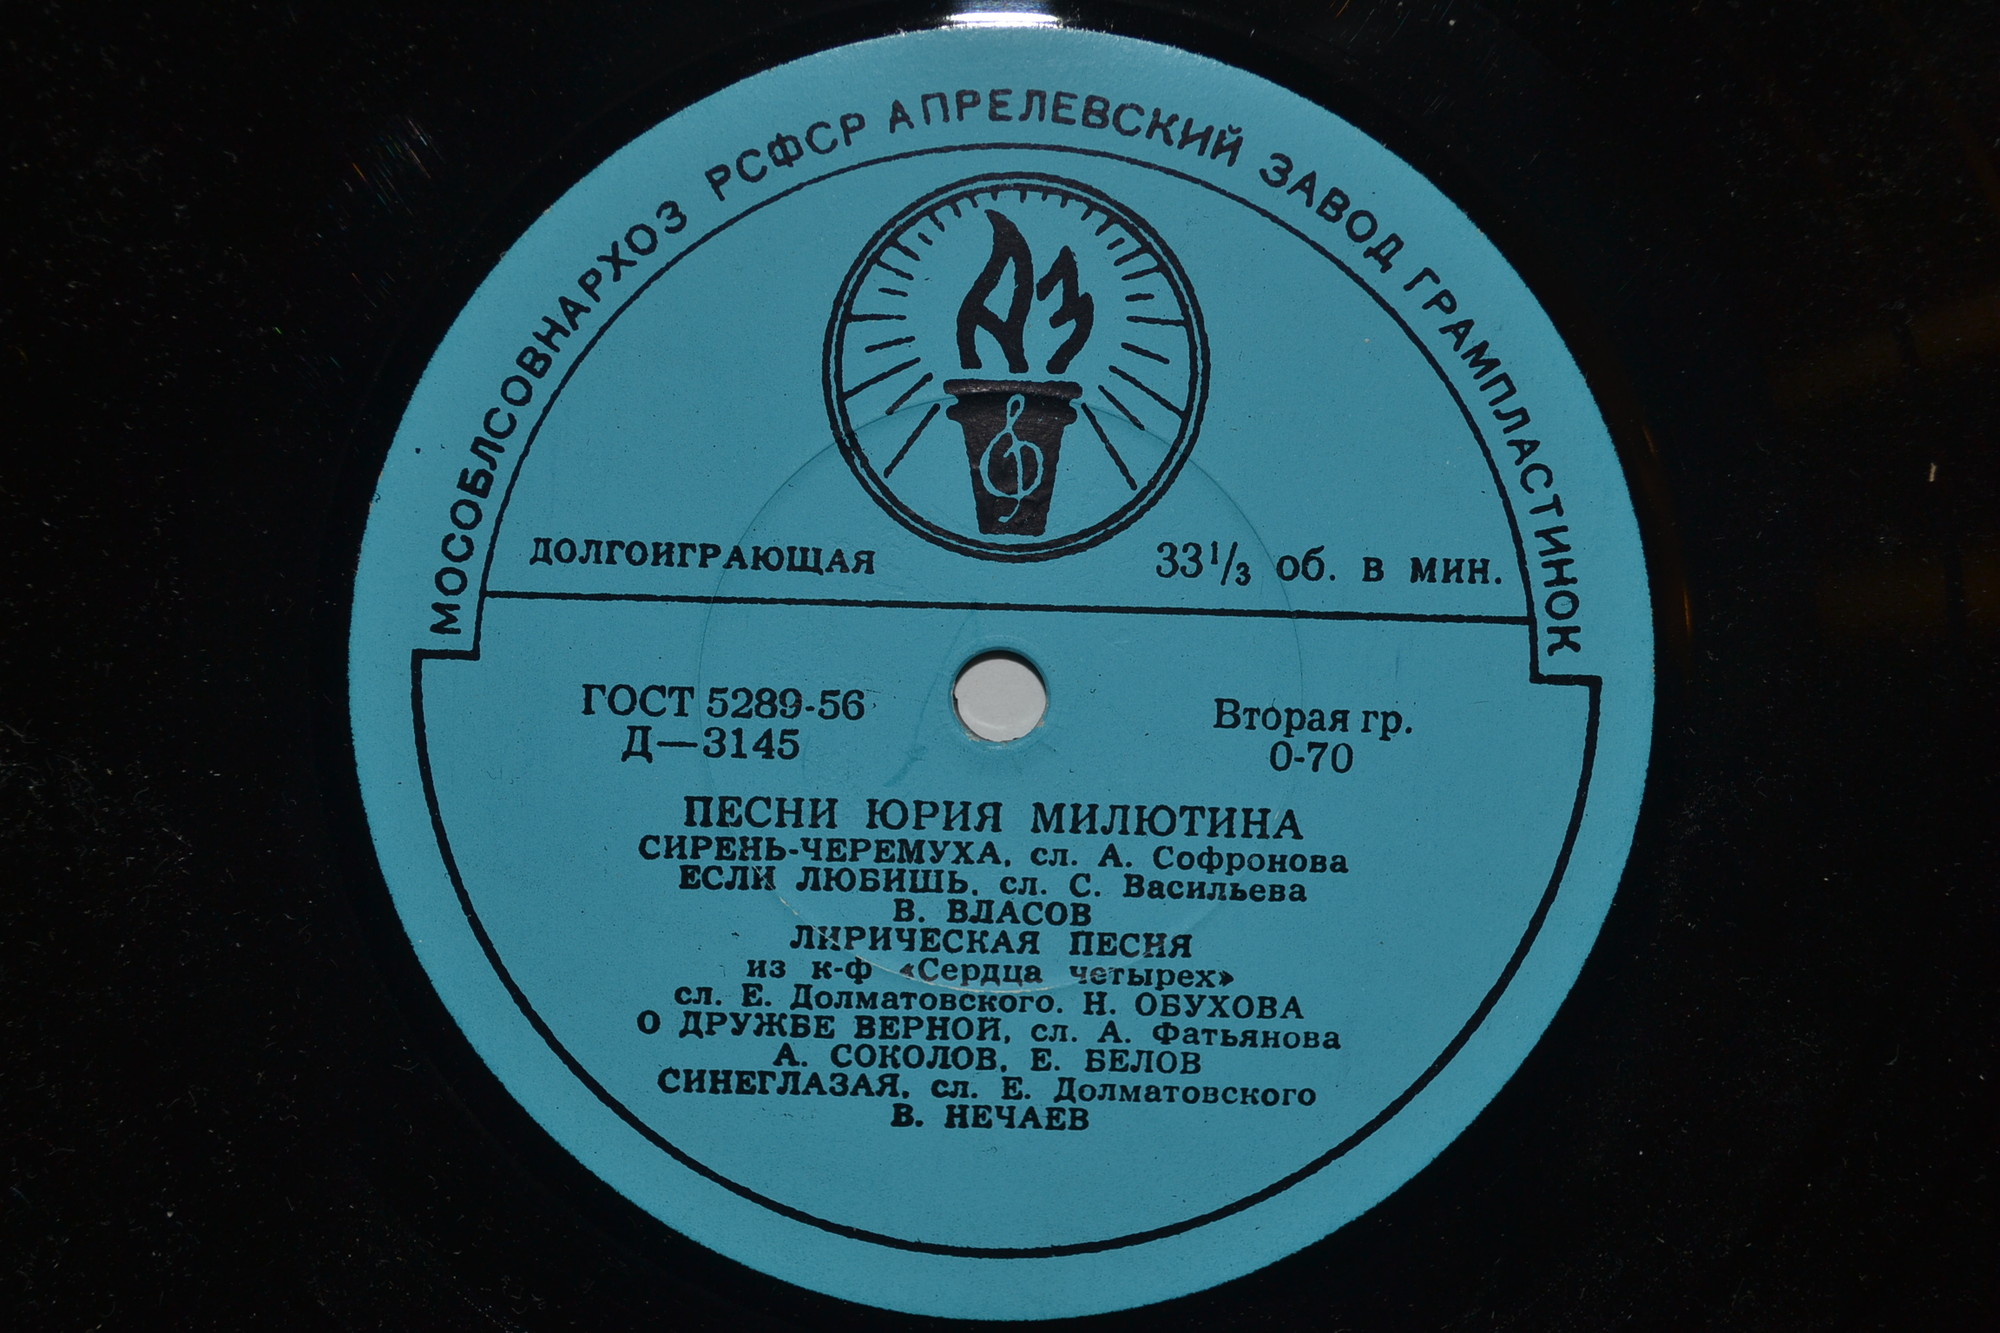 МОСОБЛСОВНАРХОЗ РСФСР АПРЕЛЕВСКИЙ ЗАВОД ГРАМПЛАСТИНОК
АЗ
ДОЛГОИГРАЮЩАЯ 33⅓ об. в мин.
ГОСТ 5289-56 Вторая гр.
Д—3145 0-70
ПЕСНИ ЮРИЯ МИЛЮТИНА
СИРЕНЬ-ЧЕРЕМУХА, сл. А. Софронова
ЕСЛИ ЛЮБИШЬ, сл. С. Васильева
В. ВЛАСОВ
ЛИРИЧЕСКАЯ ПЕСНЯ
из к-ф «Сердца четырех»
сл. Е. Долматовского. Н. ОБУХОВА
О ДРУЖБЕ ВЕРНОЙ, сл. А. Фатьянова
А. СОКОЛОВ, Е. БЕЛОВ
СИНЕГЛАЗАЯ, сл. Е. Долматовского
В. НЕЧАЕВ